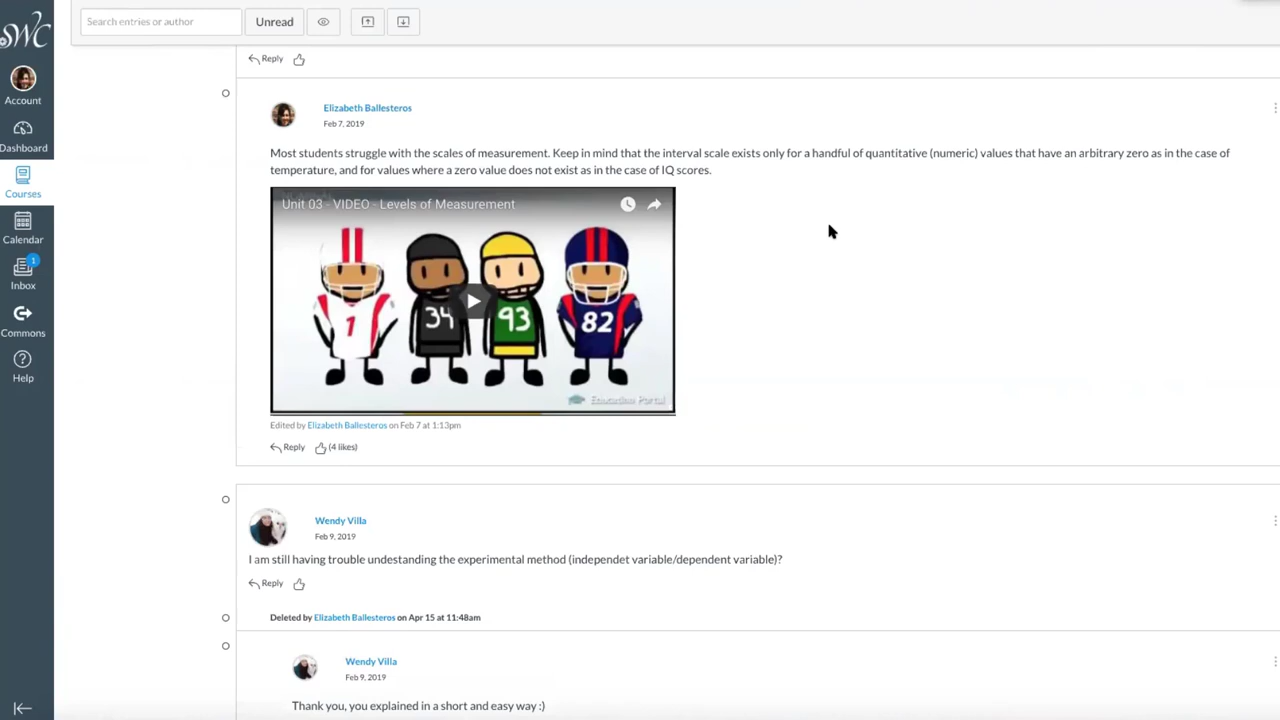 SWC
Search entries or author
Unread
Account
Dashboard
Courses
Calendar
1
Inbox
Commons
Help
Reply
Elizabeth Ballesteros
Feb 7, 2019
Most students struggle with the scales of measurement. Keep in mind that the interval scale exists only for a handful of quantitative (numeric) values that have an arbitrary zero as in the case of
temperature, and for values where a zero value does not exist as in the case of IQ scores.
Unit 03 - VIDEO - Levels of Measurement
1
34
93
82
Education Portal
Edited by Elizabeth Ballesteros on Feb 7 at 1:13pm
Reply (4 likes)
Wendy Villa
Feb 9, 2019
I am still having trouble undestanding the experimental method (independet variable/dependent variable)?
Reply
Deleted by Elizabeth Ballesteros on Apr 15 at 11:48am
Wendy Villa
Feb 9, 2019
Thank you, you explained in a short and easy way :)